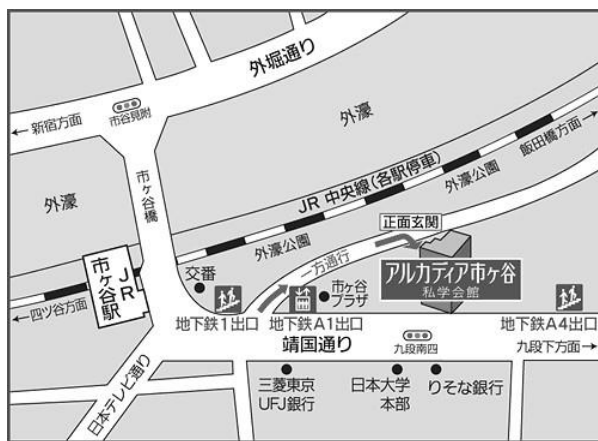 外堀通り
←新宿方面
市谷見附
外濠
飯田橋方面→
市ヶ谷橋
JR 中央線(各駅停車)
外濠公園
外濠
正面玄関
外濠公園
一方通行
アルカディア市ヶ谷
私学会館
JR
市ヶ谷駅
交番
市ヶ谷
プラザ
←四ツ谷方面
地下鉄1出口
地下鉄A1出口
地下鉄A4出口
靖国通り
九段南四
九段下方面→
日本テレビ通り
三菱東京
UFJ銀行
日本大学
本部
りそな銀行